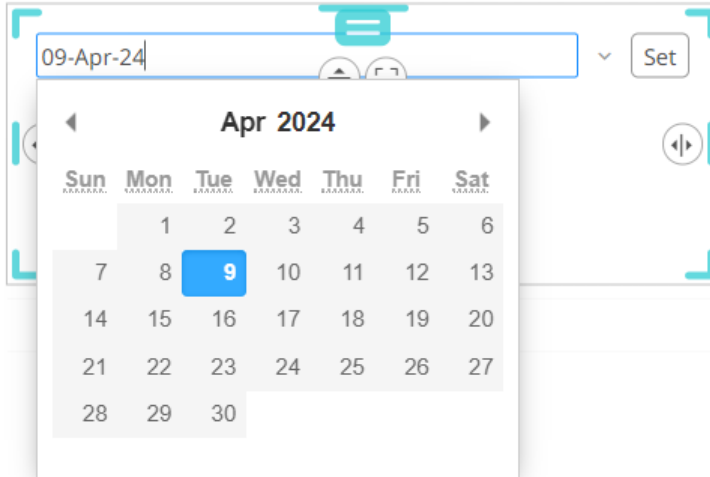 09-Apr-24 Set
Apr 2024
Sun Mon Tue Wed Thu Fri Sat
1 2 3 4 5 6
7 8 9 10 11 12 13
14 15 16 17 18 19 20
21 22 23 24 25 26 27
28 29 30